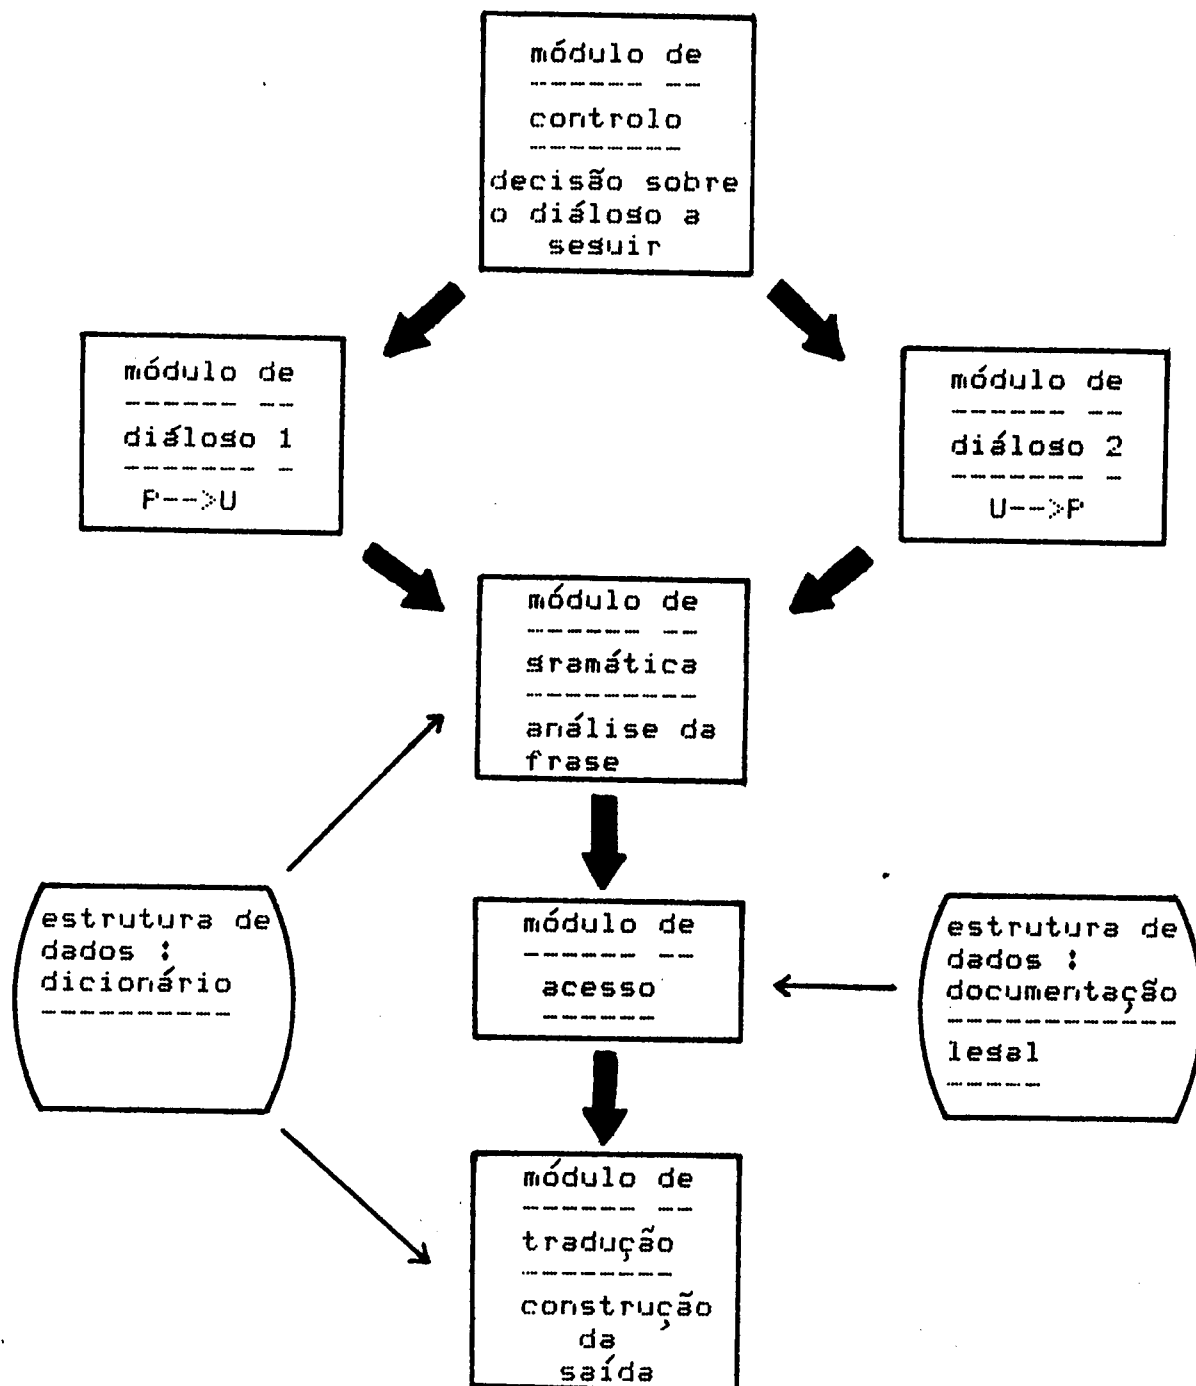 módulo de
------ --
controlo
--------
decisão sobre
o diálogo a
seguir
módulo de
------ --
diálogo 1
------- -
P-->U
módulo de
------ --
diálogo 2
------- -
U-->P
módulo de
------ --
gramática
---------
análise da
frase
estrutura de
dados :
dicionário
----------
módulo de
------ --
acesso
------
estrutura de
dados :
documentação
------------
legal
-----
módulo de
------ --
tradução
--------
construção
da
saída